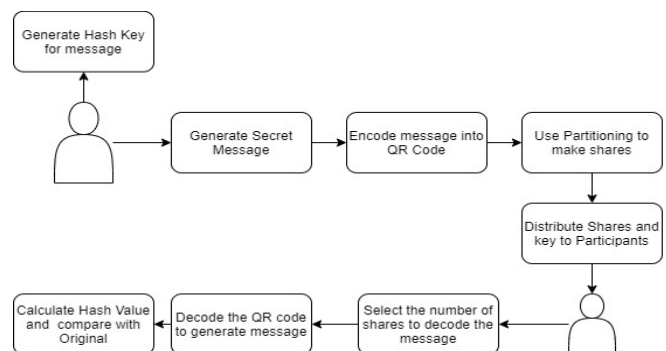 Generate Hash Key
for message
Generate Secret
Message
Encode message into
QR Code
Use Partitioning to
make shares
Distribute Shares and
key to Participants
Select the number of
shares to decode the
message
Decode the QR code
to generate message
Calculate Hash Value
and compare with
Original